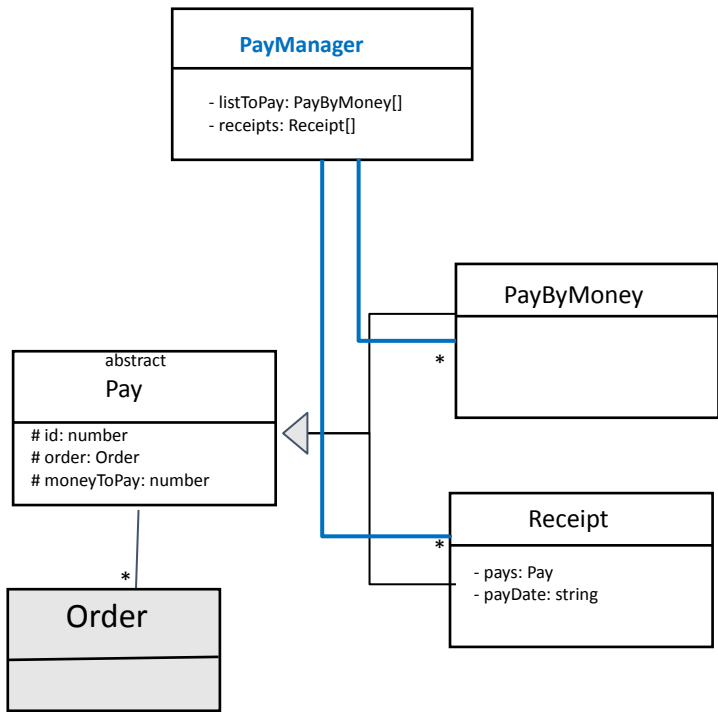 PayManager
- listToPay: PayByMoney[]
- receipts: Receipt[]
PayByMoney
*
abstract
Pay
# id: number
# order: Order
# moneyToPay: number
Receipt
*
- pays: Pay
- payDate: string
*
Order